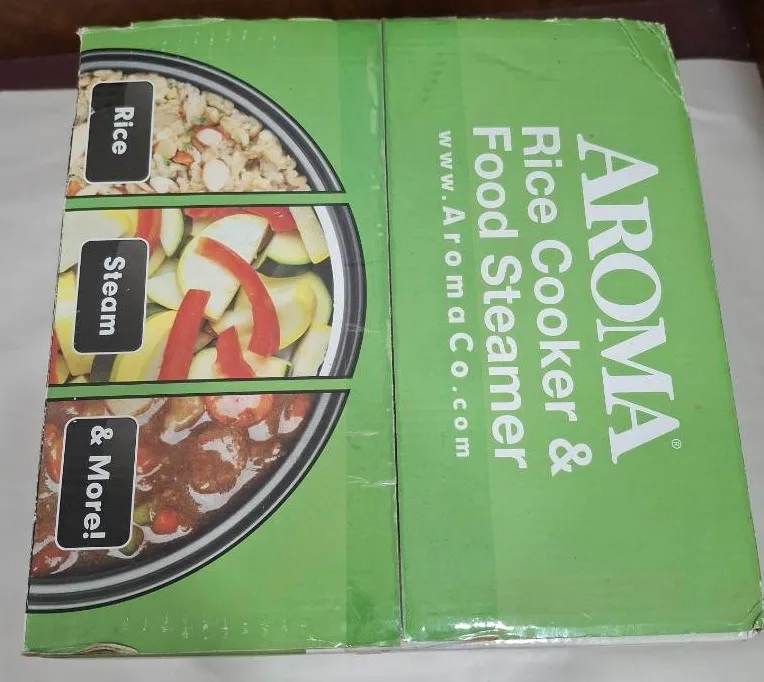 AROMA®
Rice Cooker &
Food Steamer
www.AromaCo.com
Rice
Steam
& More!